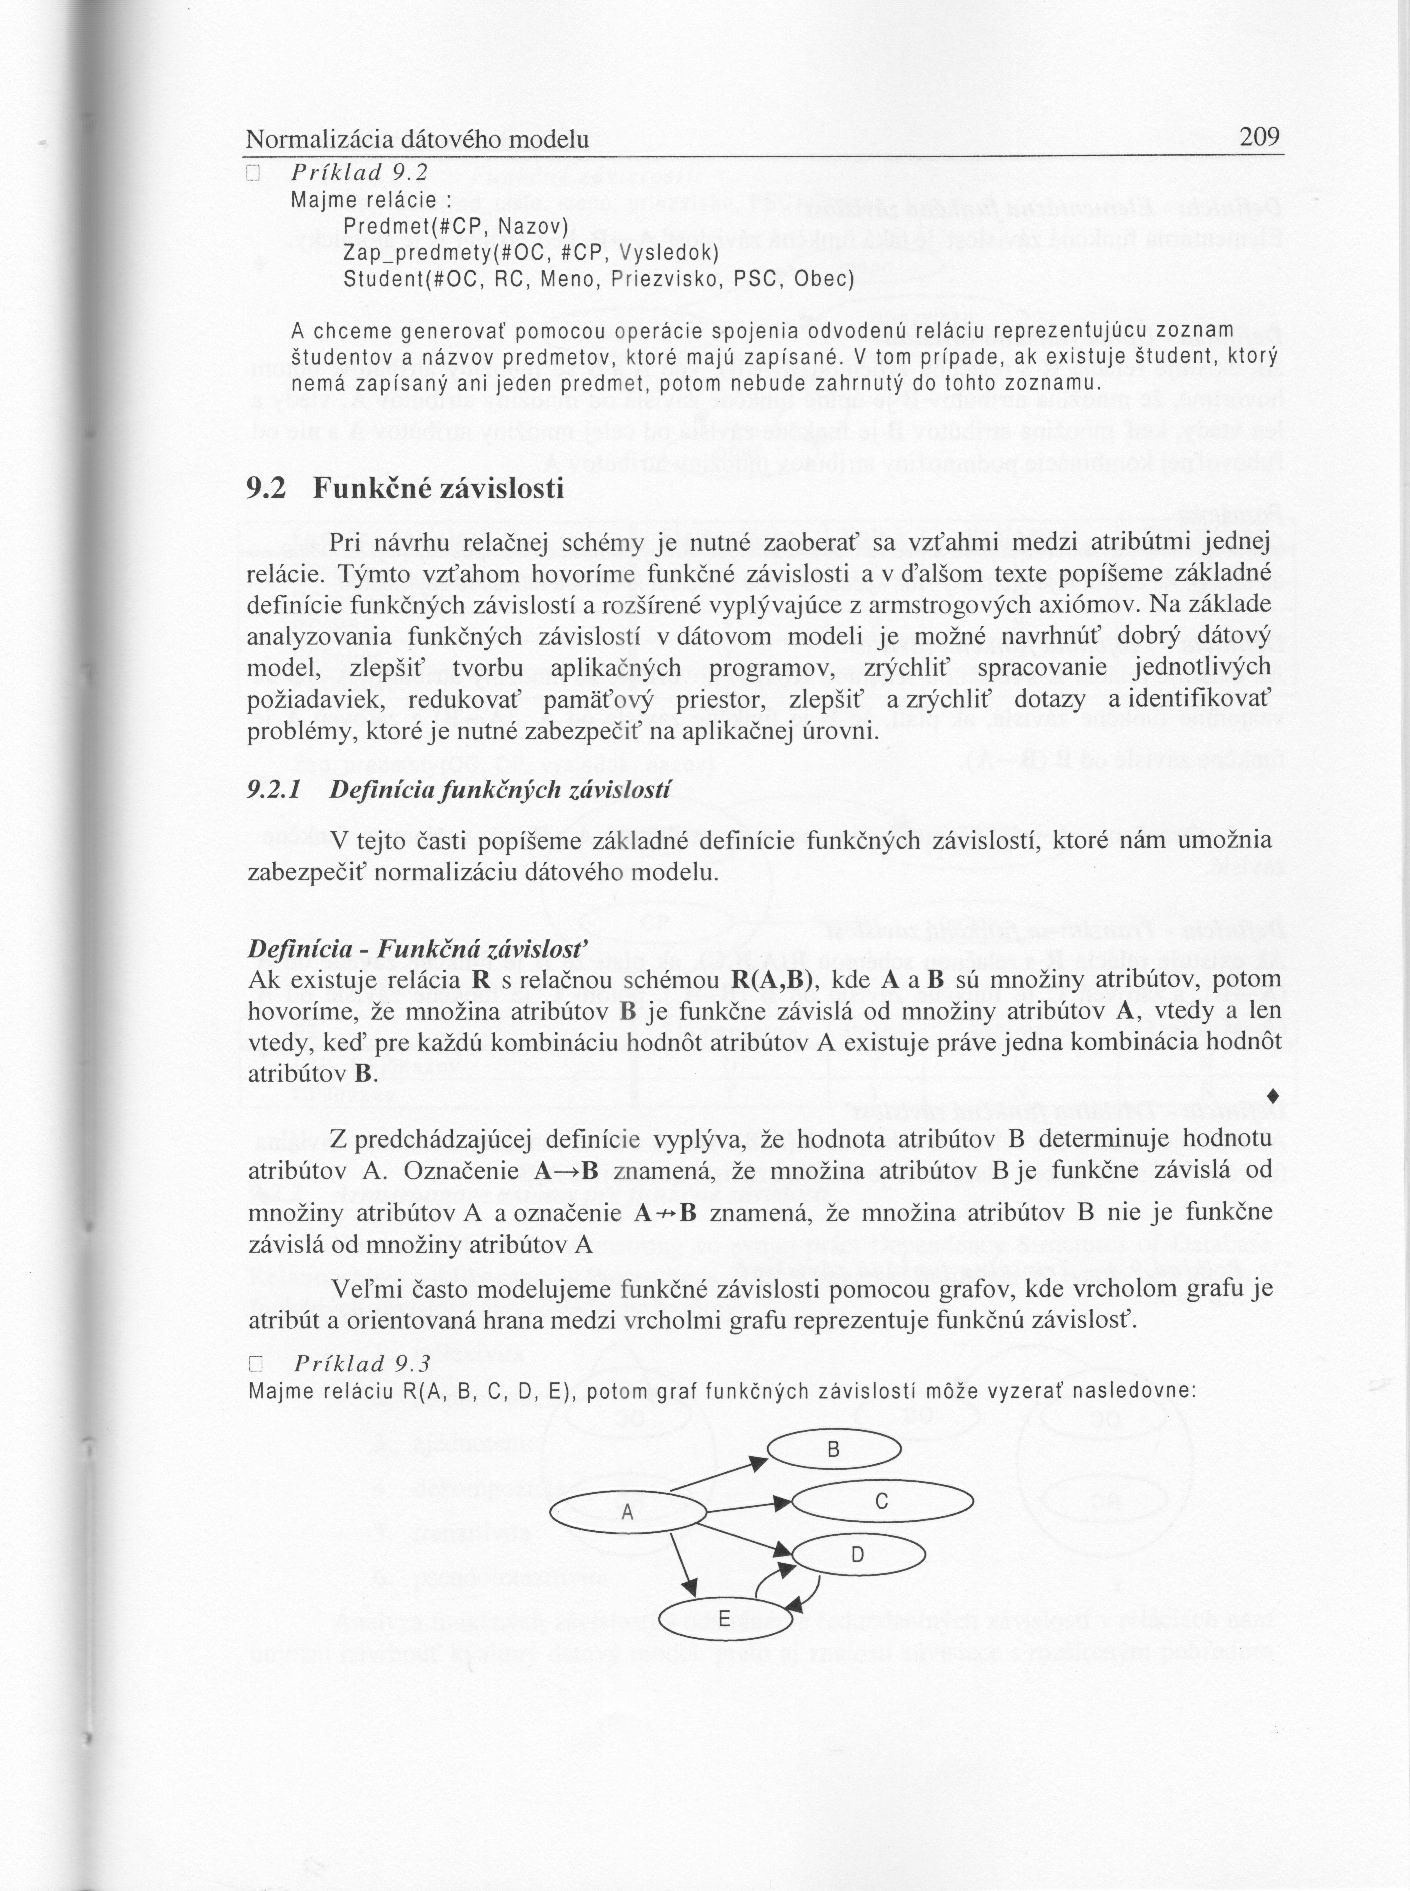 Normalizácia dátového modelu 209
Príklad 9.2
Majme relácie :
Predmet(#CP, Nazov)
Zap_predmety(#OC, #CP, Vysledok)
Student(#OC, RC, Meno, Priezvisko, PSC, Obec)
A chceme generovať pomocou operácie spojenia odvodenú reláciu reprezentujúcu zoznam
študentov a názvov predmetov, ktoré majú zapísané. V tom prípade, ak existuje študent, ktorý
nemá zapísaný ani jeden predmet, potom nebude zahrnutý do tohto zoznamu.
9.2 Funkčné závislosti
Pri návrhu relačnej schémy je nutné zaoberať sa vzťahmi medzi atribútmi jednej
relácie. Týmto vzťahom hovoríme funkčné závislosti a v ďalšom texte popíšeme základné
definície funkčných závislostí a rozšírené vyplývajúce z armstrogových axiómov. Na základe
analyzovania funkčných závislostí v dátovom modeli je možné navrhnúť dobrý dátový
model, zlepšiť tvorbu aplikačných programov, zrýchliť spracovanie jednotlivých
požiadaviek, redukovať pamäťový priestor, zlepšiť a zrýchliť dotazy a identifikovať
problémy, ktoré je nutné zabezpečiť na aplikačnej úrovni.
9.2.1 Definícia funkčných závislostí
V tejto časti popíšeme základné definície funkčných závislostí, ktoré nám umožnia
zabezpečiť normalizáciu dátového modelu.
Definícia - Funkčná závislosť
Ak existuje relácia R s relačnou schémou R(A,B), kde A a B sú množiny atribútov, potom
hovoríme, že množina atribútov B je funkčne závislá od množiny atribútov A, vtedy a len
vtedy, keď pre každú kombináciu hodnôt atribútov A existuje práve jedna kombinácia hodnôt
atribútov B.
♦
Z predchádzajúcej definície vyplýva, že hodnota atribútov B determinuje hodnotu
atribútov A. Označenie A→B znamená, že množina atribútov B je funkčne závislá od
množiny atribútov A a označenie A↛B znamená, že množina atribútov B nie je funkčne
závislá od množiny atribútov A
Veľmi často modelujeme funkčné závislosti pomocou grafov, kde vrcholom grafu je
atribút a orientovaná hrana medzi vrcholmi grafu reprezentuje funkčnú závislosť.
Príklad 9.3
Majme reláciu R(A, B, C, D, E), potom graf funkčných závislostí môže vyzerať nasledovne:
B
C
A
D
E